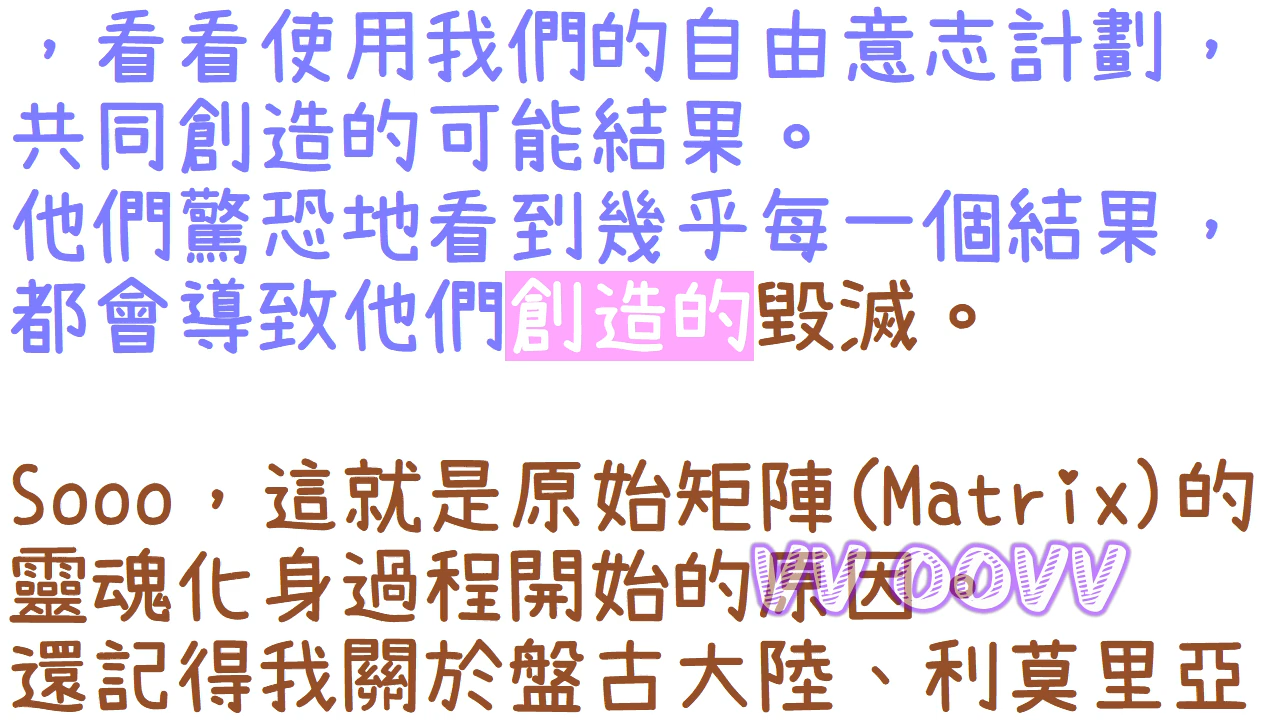 ，看看使用我們的自由意志計劃，
共同創造的可能結果。
他們驚恐地看到幾乎每一個結果，
都會導致他們創造的毀滅。
Sooo，這就是原始矩陣(Matrix)的
靈魂化身過程開始的原因。
VV OOVV
還記得我關於盤古大陸、利莫里亞